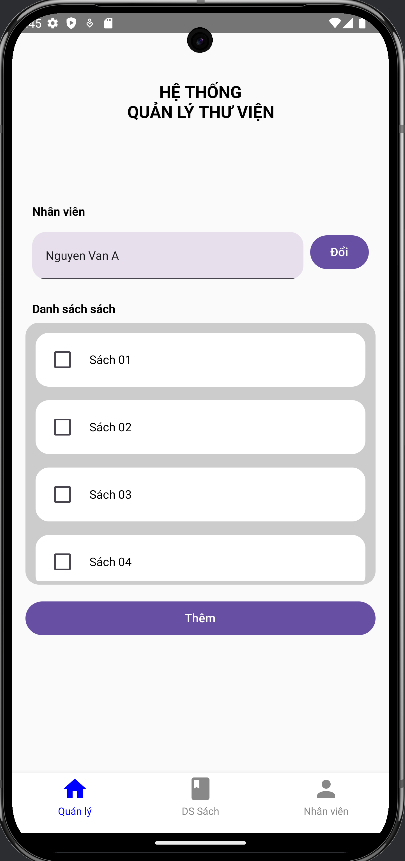 :45
HỆ THỐNG
QUẢN LÝ THƯ VIỆN
Nhân viên
Nguyen Van A
Đổi
Danh sách sách
Sách 01
Sách 02
Sách 03
Sách 04
Thêm
Quản lý
DS Sách
Nhân viên